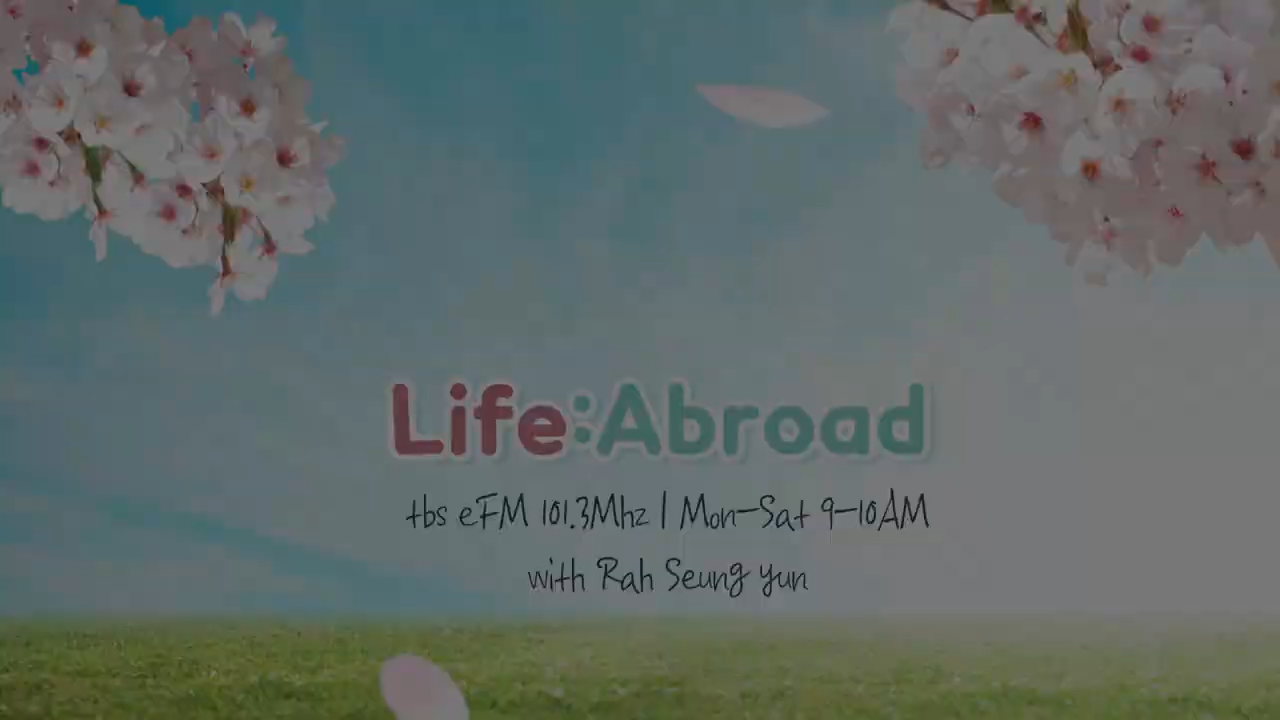 Life:Abroad
tbs eFM 101.3Mhz | Mon-Sat 9-10AM
with Rah Seung Yun